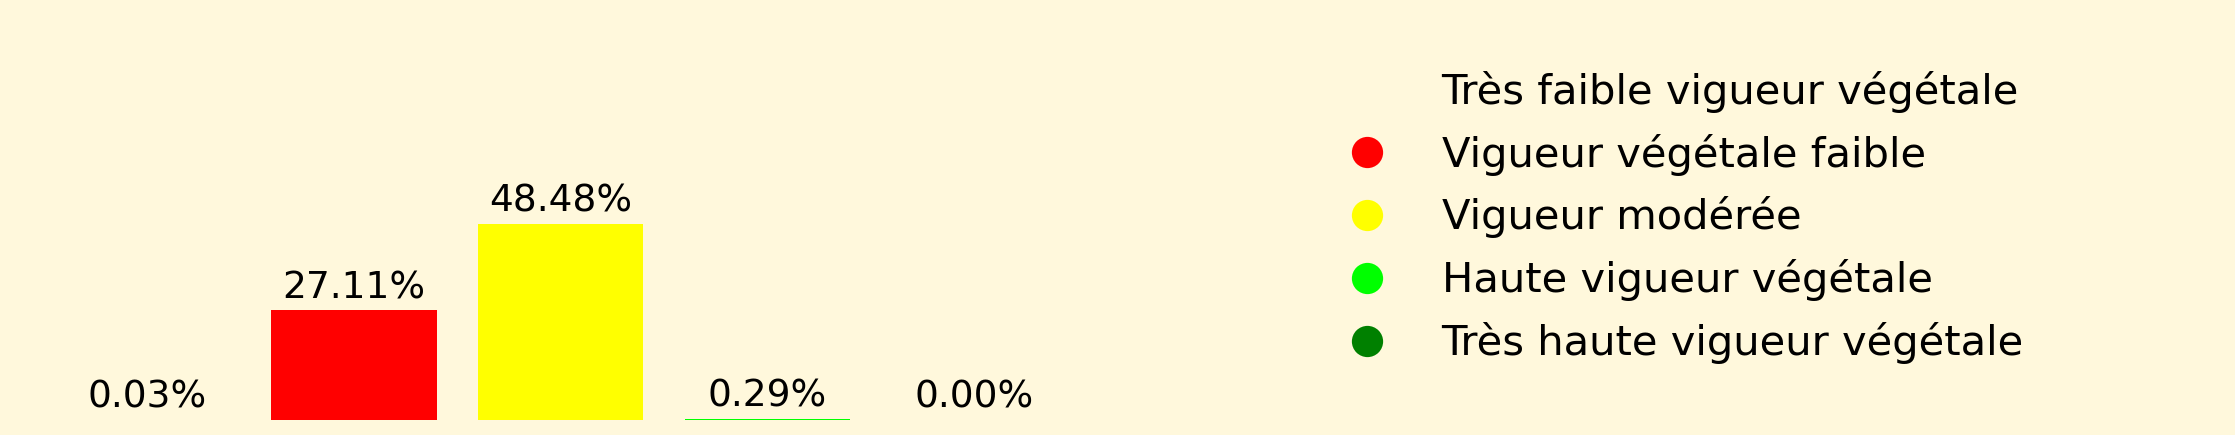 48.48%
27.11%
0.03%
0.29%
0.00%
Très faible vigueur végétale
Vigueur végétale faible
Vigueur modérée
Haute vigueur végétale
Très haute vigueur végétale